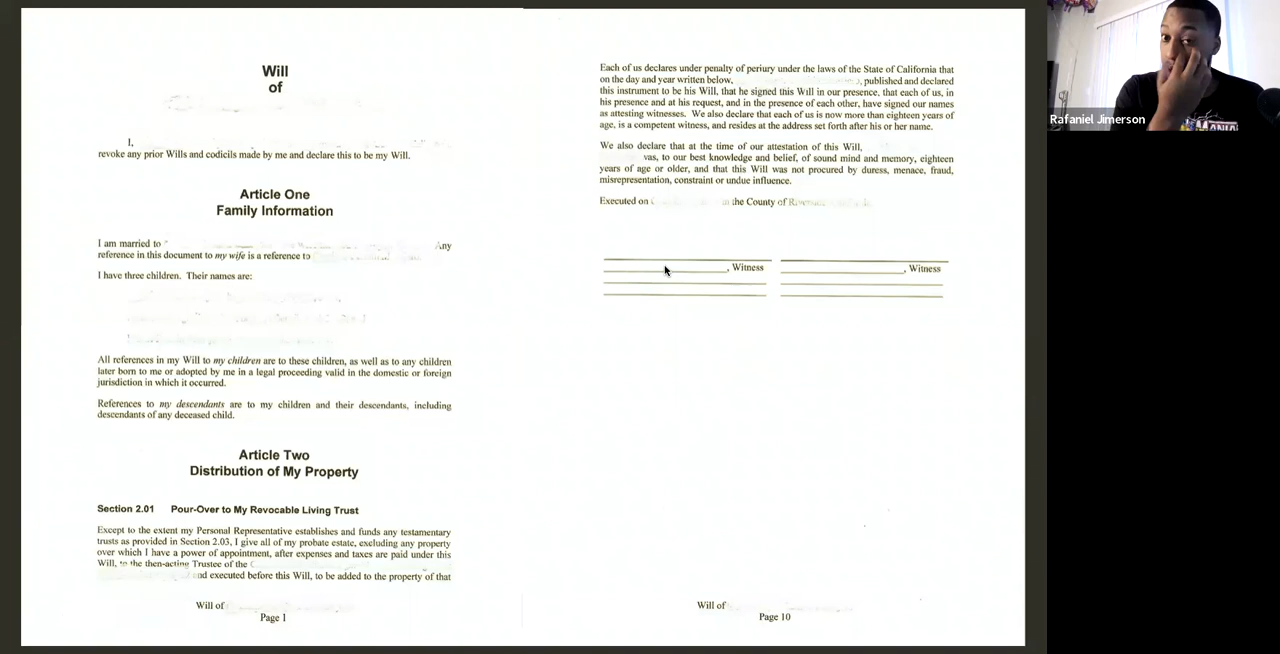 Will
of
I,
revoke any prior Wills and codicils made by me and declare this to be my Will.
Article One
Family Information
I am married to
Any
reference in this document to my wife is a reference to
I have three children. Their names are:
All references in my Will to my children are to these children, as well as to any children
later born to me or adopted by me in a legal proceeding valid in the domestic or foreign
jurisdiction in which it occurred.
References to my descendants are to my children and their descendants, including
descendants of any deceased child.
Article Two
Distribution of My Property
Section 2.01 Pour-Over to My Revocable Living Trust
Except to the extent my Personal Representative establishes and funds any testamentary
trusts as provided in Section 2.03, I give all of my probate estate, excluding any property
over which I have a power of appointment, after expenses and taxes are paid under this
Will, to the then-acting Trustee of the
and executed before this Will, to be added to the property of that
Will of
Page 1
Each of us declares under penalty of perjury under the laws of the State of California that
on the day and year written below, , published and declared
this instrument to be his Will, that he signed this Will in our presence, that each of us, in
his presence and at his request, and in the presence of each other, have signed our names
as attesting witnesses. We also declare that each of us is now more than eighteen years of
age, is a competent witness, and resides at the address set forth after his or her name.
We also declare that at the time of our attestation of this Will,
vas, to our best knowledge and belief, of sound mind and memory, eighteen
years of age or older, and that this Will was not procured by duress, menace, fraud,
misrepresentation, constraint or undue influence.
Executed on in the County of
, Witness , Witness
Will of
Page 10
Rafaniel Jimerson